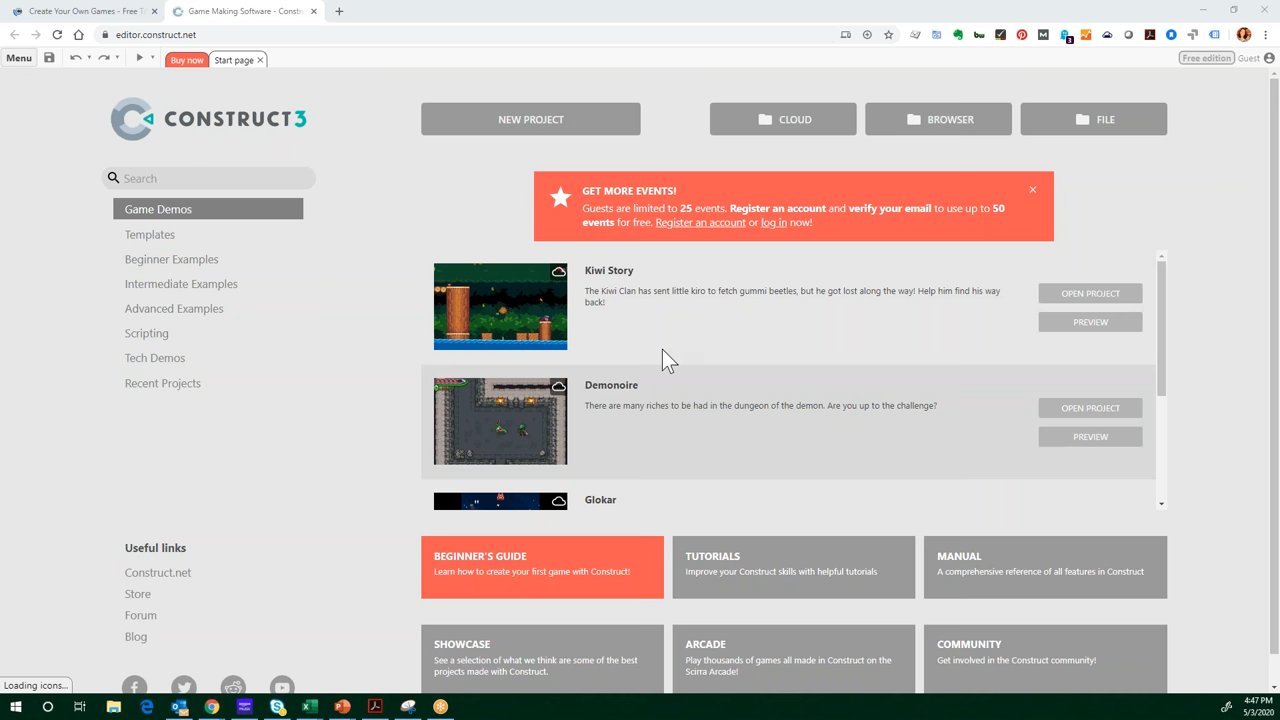 Create Your Own Games - Free T
Game Making Software - Constr
editor.construct.net
3
Menu
Buy now
Start page
Free edition
Guest
CONSTRUCT3
NEW PROJECT
CLOUD
BROWSER
FILE
Search
GET MORE EVENTS!
Guests are limited to 25 events. Register an account and verify your email to use up to 50
events for free. Register an account or log in now!
Game Demos
Templates
Beginner Examples
Intermediate Examples
Advanced Examples
Scripting
Tech Demos
Recent Projects
Kiwi Story
The Kiwi Clan has sent little kiro to fetch gummi beetles, but he got lost along the way! Help him find his way
back!
OPEN PROJECT
PREVIEW
Demonoire
There are many riches to be had in the dungeon of the demon. Are you up to the challenge?
OPEN PROJECT
PREVIEW
Glokar
Useful links
Construct.net
Store
Forum
Blog
BEGINNER'S GUIDE
Learn how to create your first game with Construct!
TUTORIALS
Improve your Construct skills with helpful tutorials
MANUAL
A comprehensive reference of all features in Construct
SHOWCASE
See a selection of what we think are some of the best
projects made with Construct.
ARCADE
Play thousands of games all made in Construct on the
Scirra Arcade!
COMMUNITY
Get involved in the Construct community!
Loading icons...
4:47 PM
5/3/2020